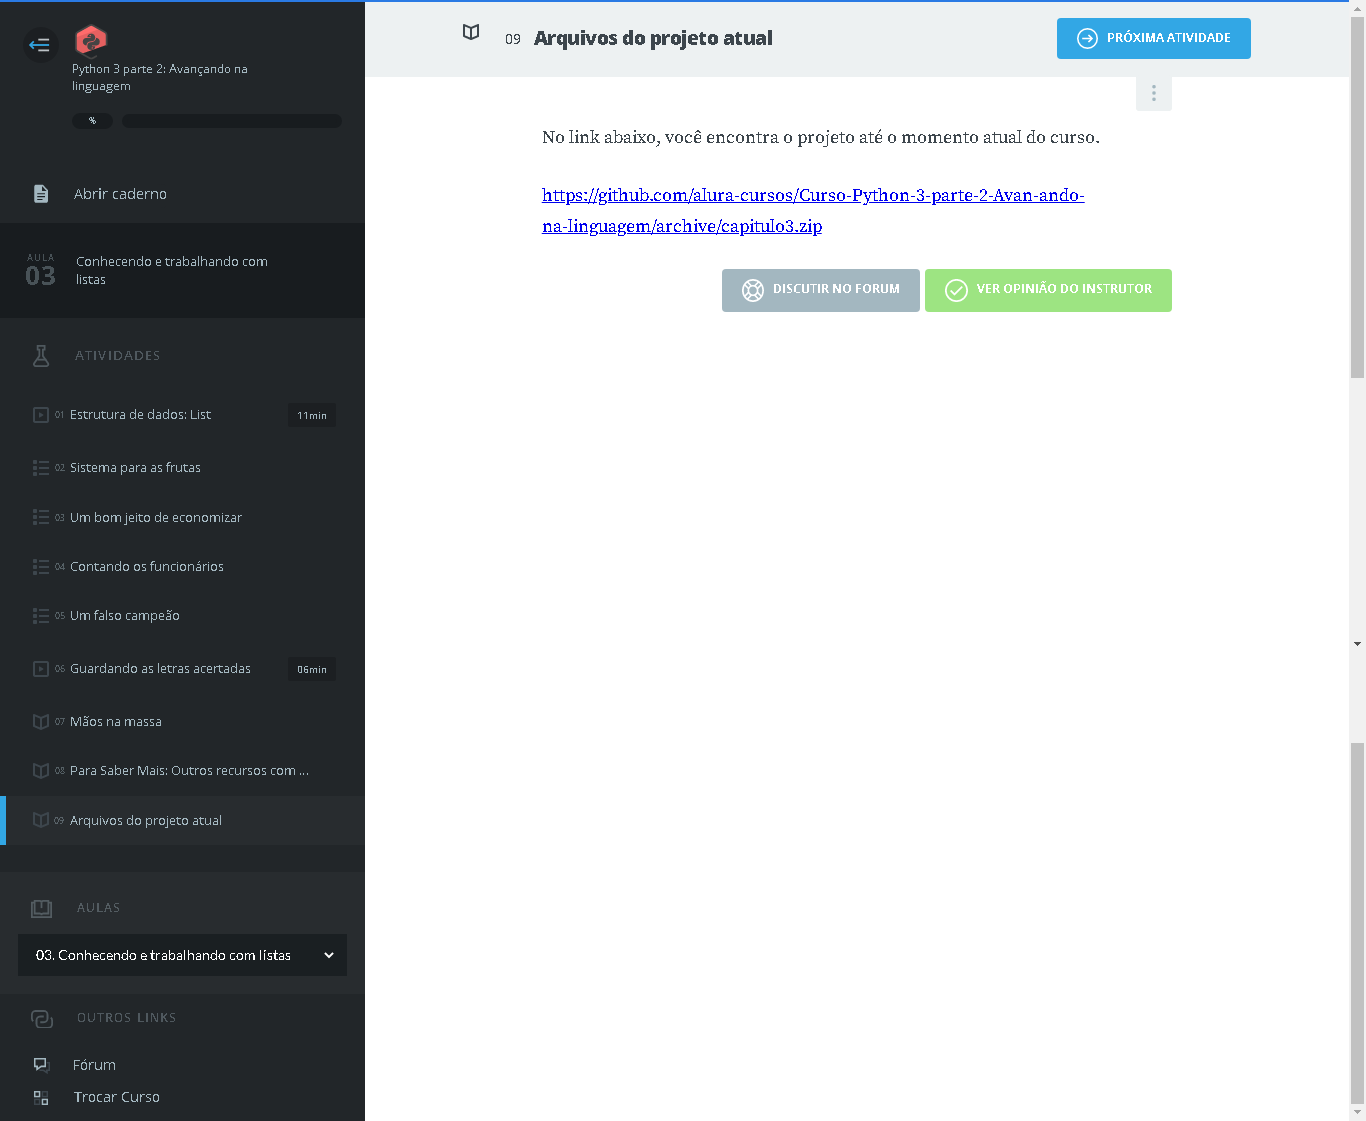 Python 3 parte 2: Avançando na
linguagem
%
Abrir caderno
AULA
03
Conhecendo e trabalhando com
listas
ATIVIDADES
01 Estrutura de dados: List 11min
02 Sistema para as frutas
03 Um bom jeito de economizar
04 Contando os funcionários
05 Um falso campeão
06 Guardando as letras acertadas 06min
07 Mãos na massa
08 Para Saber Mais: Outros recursos com ...
09 Arquivos do projeto atual
AULAS
03. Conhecendo e trabalhando com listas
OUTROS LINKS
Fórum
Trocar Curso
09 Arquivos do projeto atual
PRÓXIMA ATIVIDADE
No link abaixo, você encontra o projeto até o momento atual do curso.
https://github.com/alura-cursos/Curso-Python-3-parte-2-Avan-ando-
na-linguagem/archive/capitulo3.zip
DISCUTIR NO FORUM
VER OPINIÃO DO INSTRUTOR